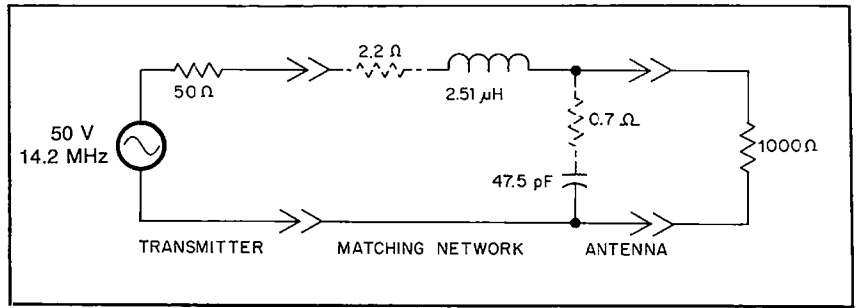 2.2 Ω
50 Ω
2.51 µH
0.7 Ω
1000 Ω
50 V
14.2 MHz
47.5 pF
TRANSMITTER
MATCHING NETWORK
ANTENNA